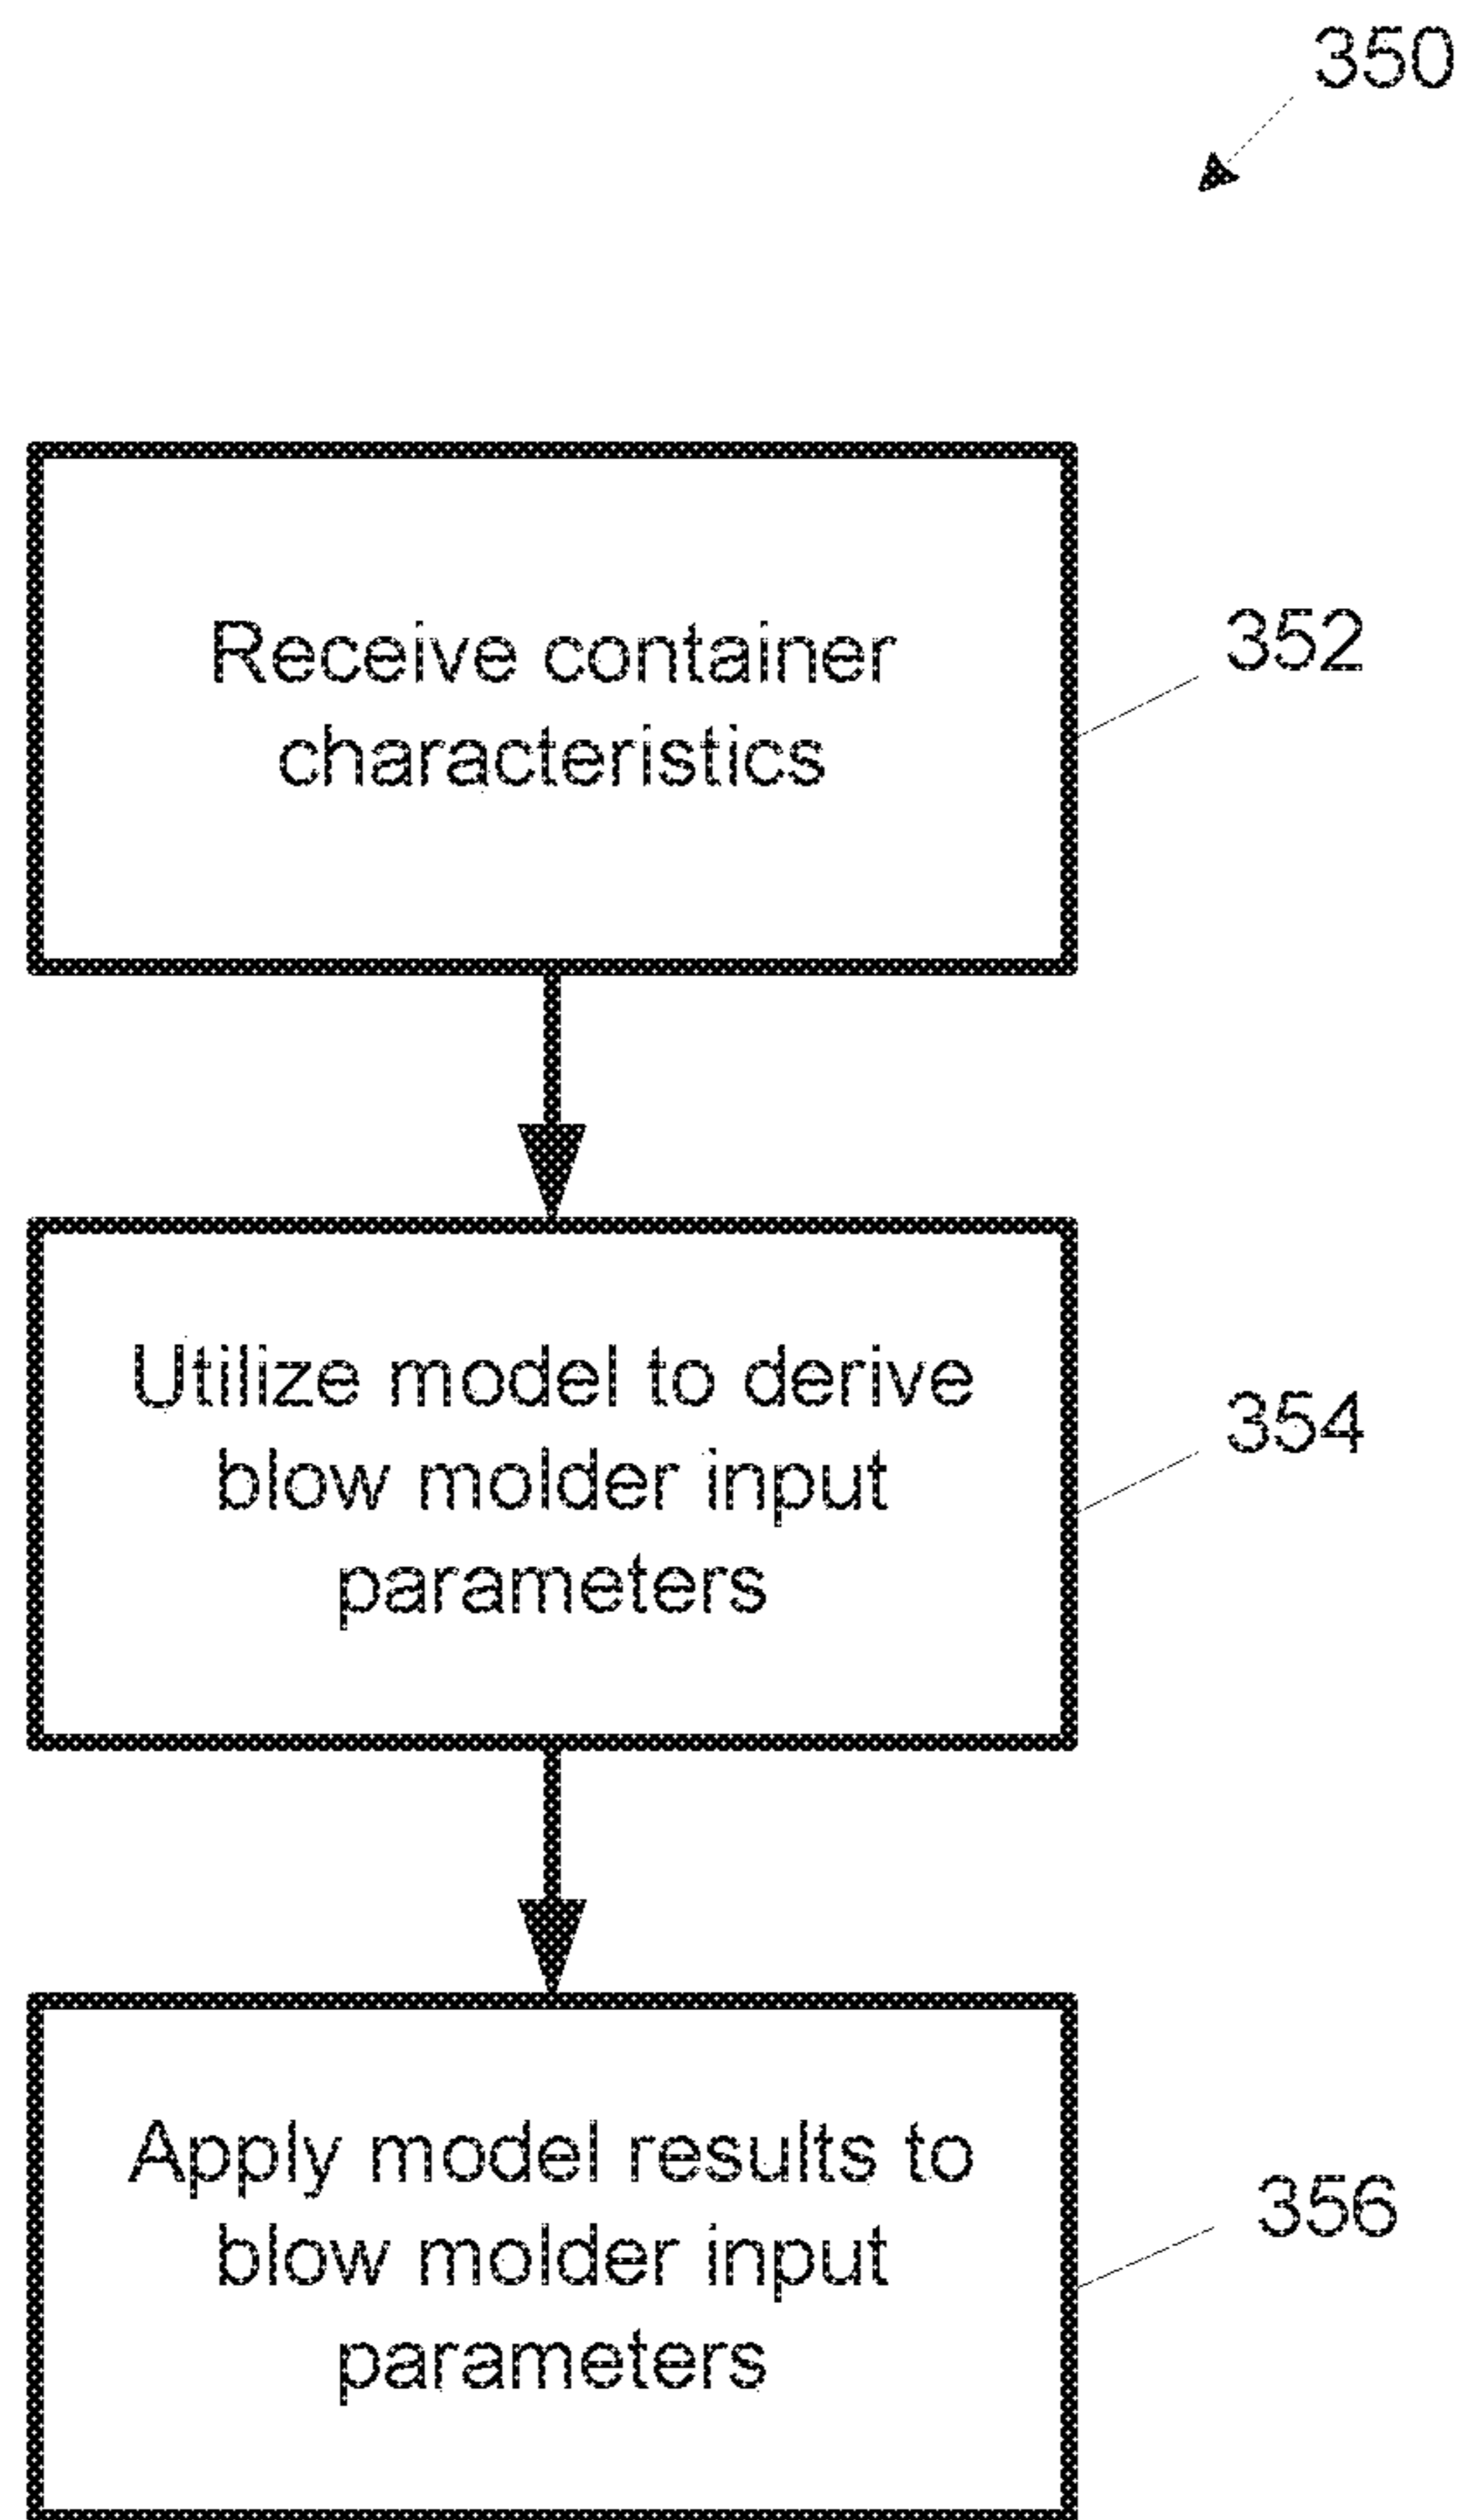 350
Receive container
characteristics
352
Utilize model to derive
blow molder input
parameters
354
Apply model results to
blow molder input
parameters
356